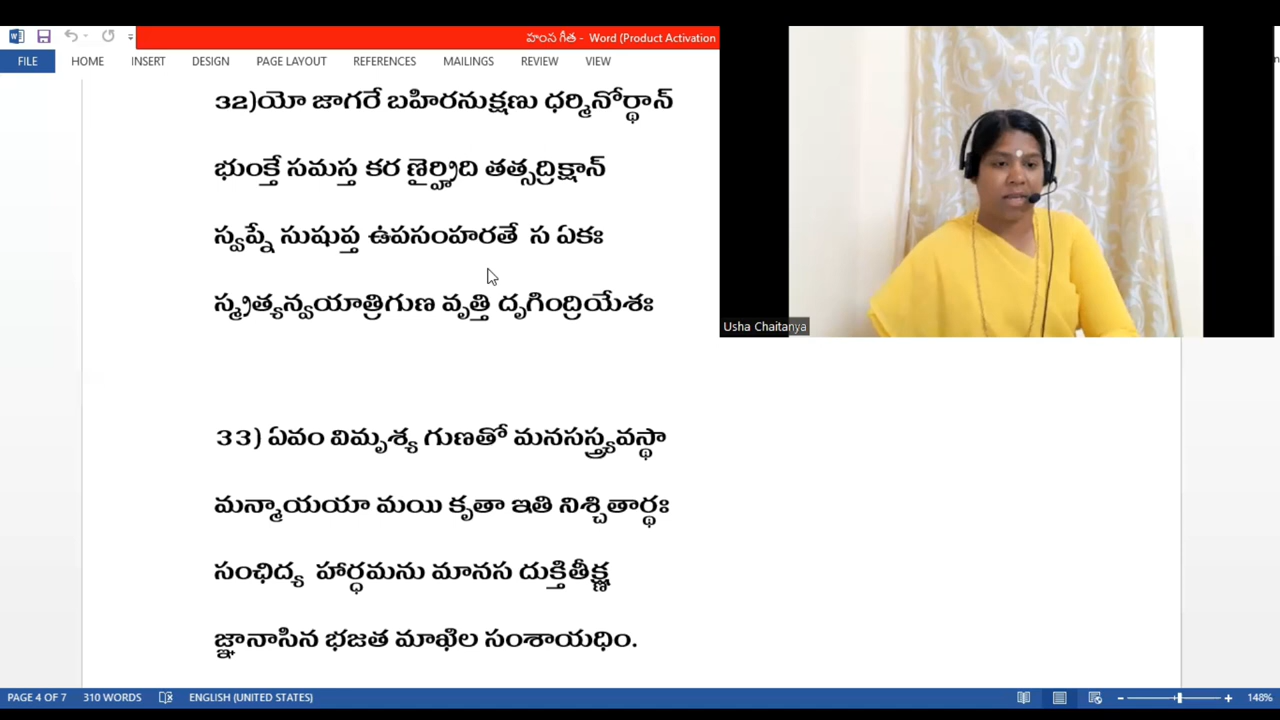 హంస గీత - Word (Product Activation
FILE HOME INSERT DESIGN PAGE LAYOUT REFERENCES MAILINGS REVIEW VIEW
32)యో జాగరే బహిరనుక్షణు ధర్మినోర్థాన్
భుంక్తే సమస్త కర ణైర్హ్రిది తత్సద్రిక్షాన్
స్వప్నే సుషుప్త ఉపసంహరతే స ఏకః
స్మ్రత్యన్వయాత్రిగుణ వృత్తి దృగింద్రియేశః
Usha Chaitanya
33) ఏవం విమృశ్య గుణతో మనసస్త్ర్యవస్థా
మన్మాయయా మయి కృతా ఇతి నిశ్చితార్థః
సంఛిద్య హార్ధమను మానస దుక్తితీక్ష్ణ
జ్ఞానాసిన భజత మాఖిల సంశాయధిం.
PAGE 4 OF 7 310 WORDS ENGLISH (UNITED STATES) 148%